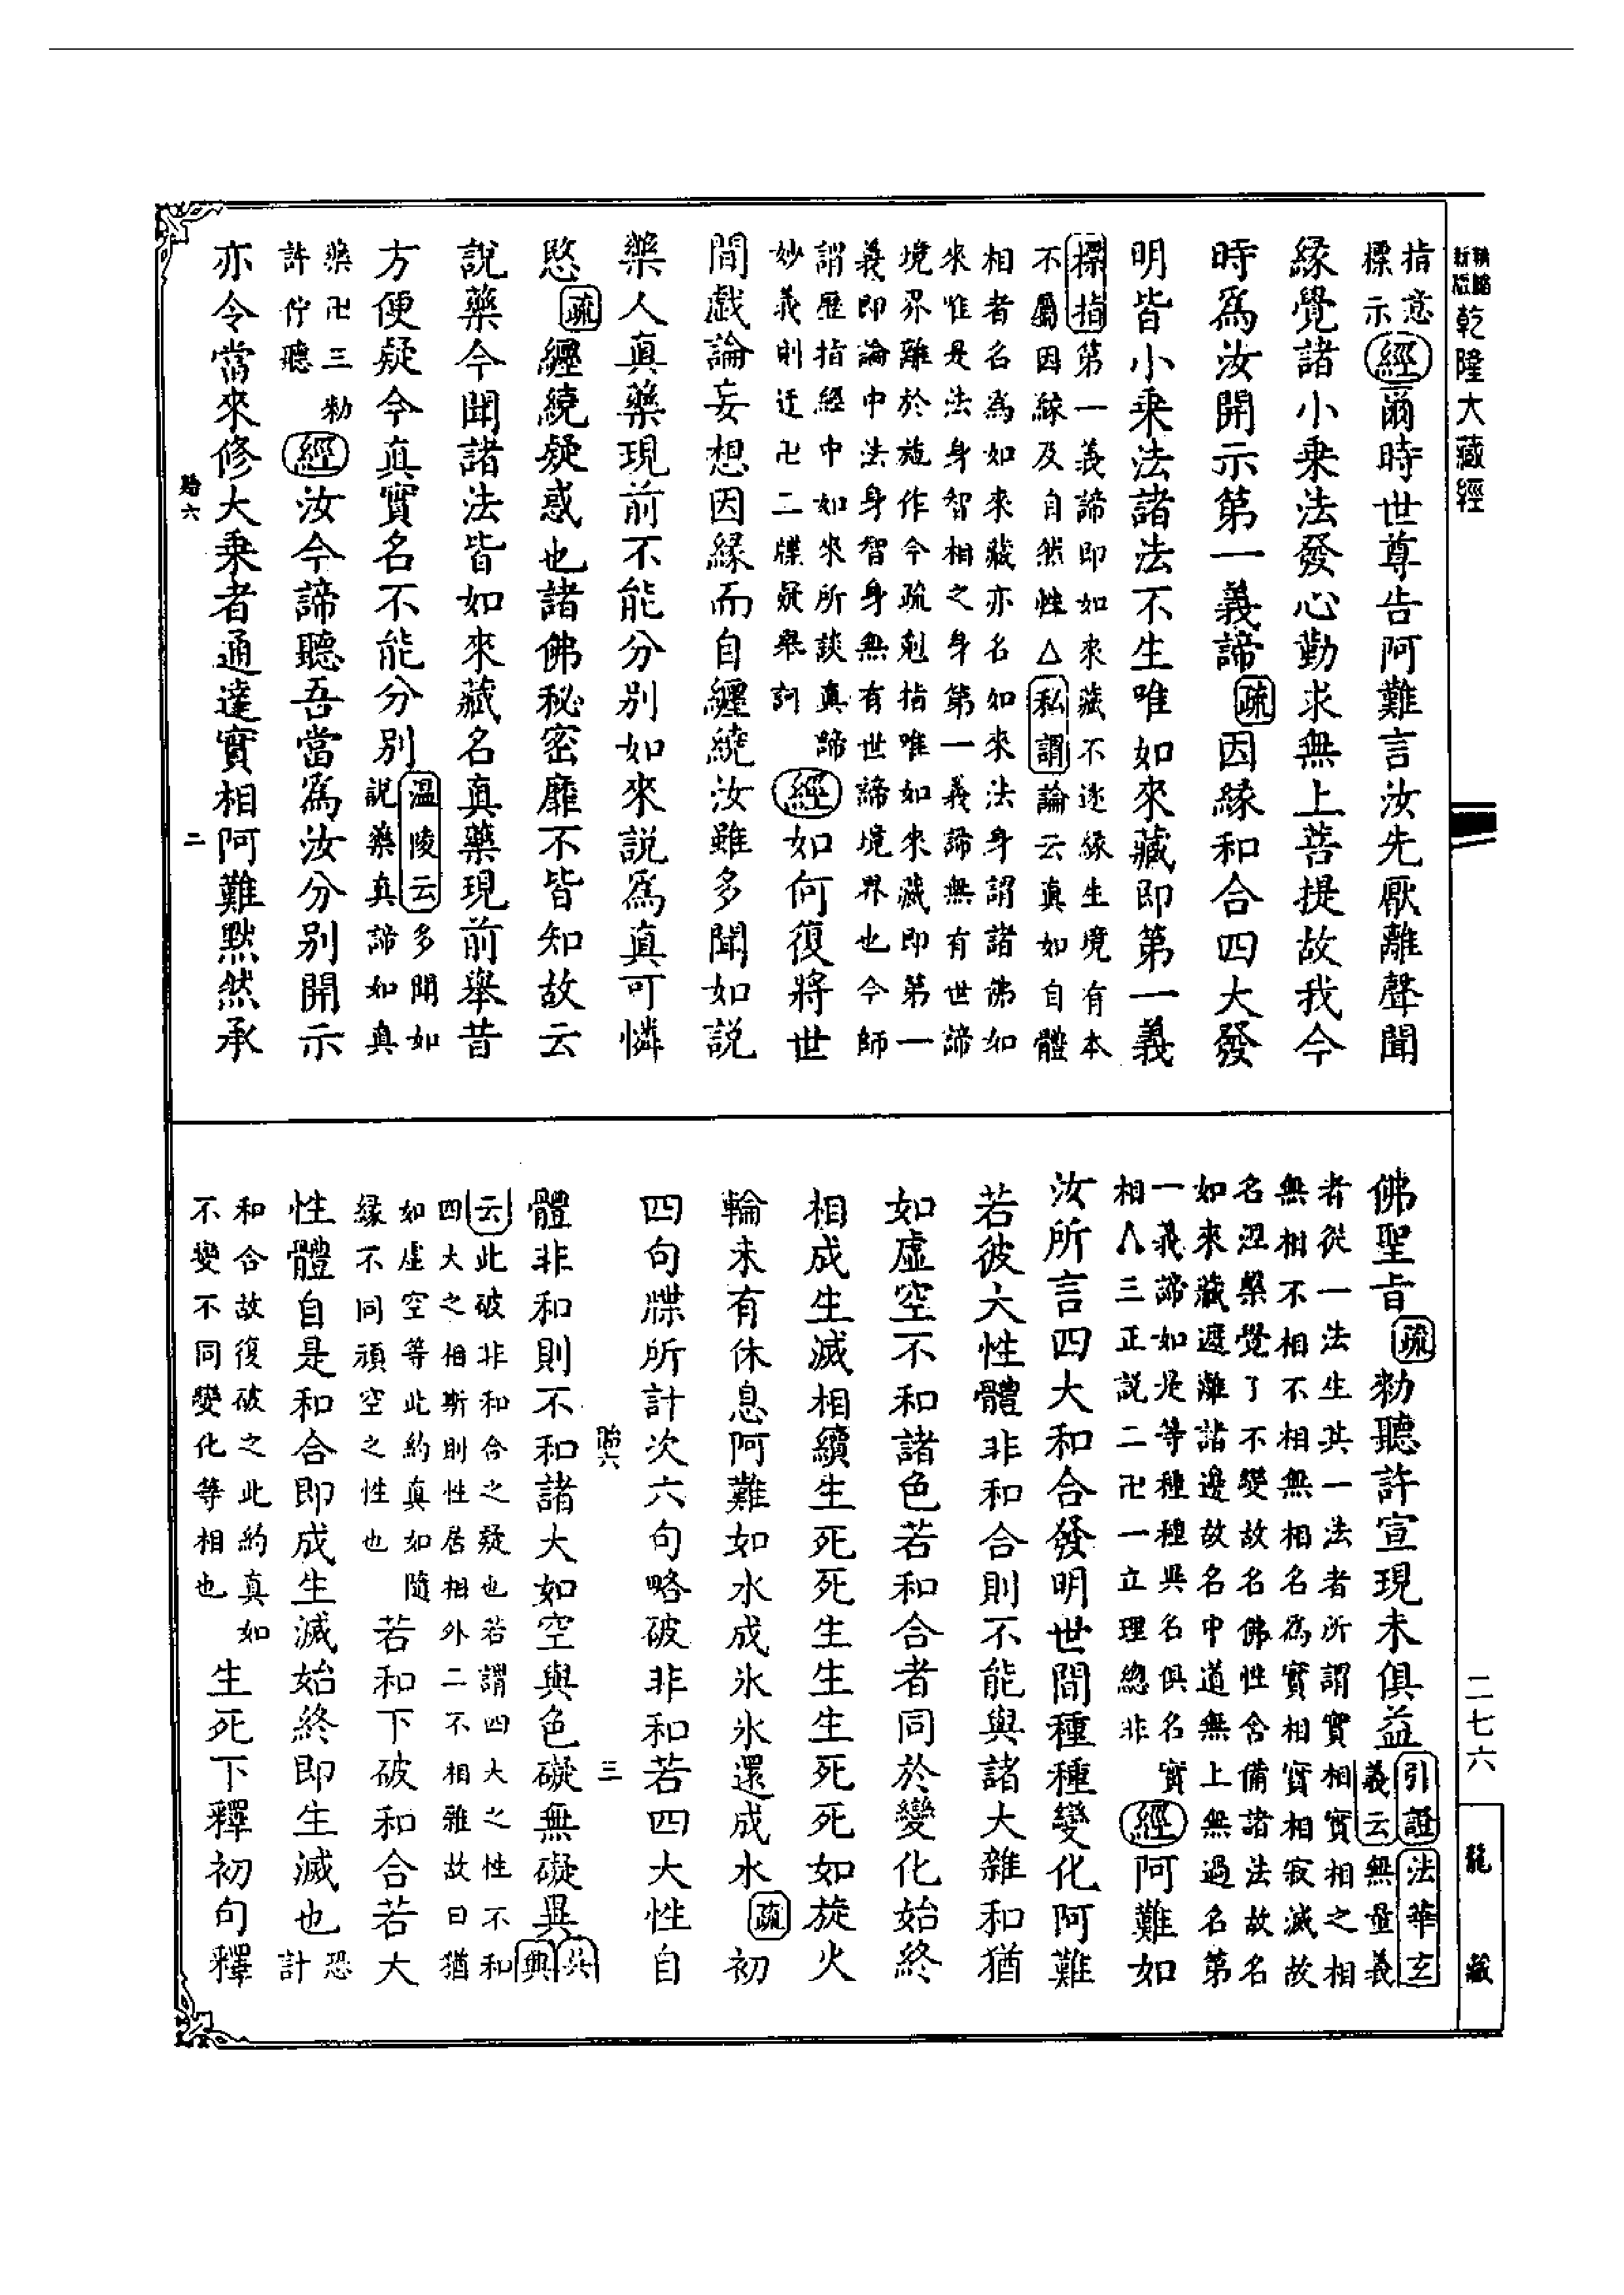 乾隆大藏經
指意
標示
經爾時世尊告阿難言汝先厭離聲聞
緣覺諸小乘法發心勤求無上菩提故我今
時為汝開示第一義諦疏因緣和合四大發
明皆小乘法諸法不生唯如來藏即第一義
標指第一義諦即如來藏不逐緣生境有本
不屬因緣及自然性△私謂論云真如自體
相者名為如來藏亦名如來法身謂諸佛如
來唯是法身智相之身第一義諦無有世諦
境界離於施作今疏剋指唯如來藏即第一
義即論中法身智身無有世諦境界也今師
謂歷指經中如來所談真諦
妙義則迂卍二牒疑舉訶
經如何復將世
間戲論妄想因緣而自纏繞汝雖多聞如說
藥人真藥現前不能分別如來說為真可憐
愍疏纏繞疑惑也諸佛秘密靡不皆知故云
說藥今聞諸法皆如來藏名真藥現前舉昔
方便疑今真實名不能分別
溫陵云多聞如
說藥真諦如真
藥卍三勑
許佇聽
經汝今諦聽吾當為汝分別開示
亦令當來修大乘者通達實相阿難默然承
貽六 二
佛聖旨疏勑聽許宣現未俱益
引證法華玄
義云無量義
者從一法生其一法者所謂實相實相之相
無相不相不相無相名為實相實相寂滅故
名涅槃覺了不變故名佛性含備諸法故名
如來藏遮離諸邊故名中道無上無過名第
一義諦如是等種種異名俱名實
相八三正說二卍一立理總非
經阿難如
汝所言四大和合發明世間種種變化阿難
若彼大性體非和合則不能與諸大雜和猶
如虛空不和諸色若和合者同於變化始終
相成生滅相續生死死生生生死死如旋火
輪未有休息阿難如水成冰冰還成水疏初
四句牒所計次六句略破非和若四大性自
貽六 三
體非和則不和諸大如空與色礙無礙異
共
興
云此破非和合之疑也若謂四大之性不和
四大之相斯則性居相外二不相雜故曰猶
如虛空等此約真如隨
緣不同頑空之性也
若和下破和合若大
性體自是和合即成生滅始終即生滅也
恐
計
和合故復破之此約真如
不變不同變化等相也
生死下釋初句釋
二七六
龍藏